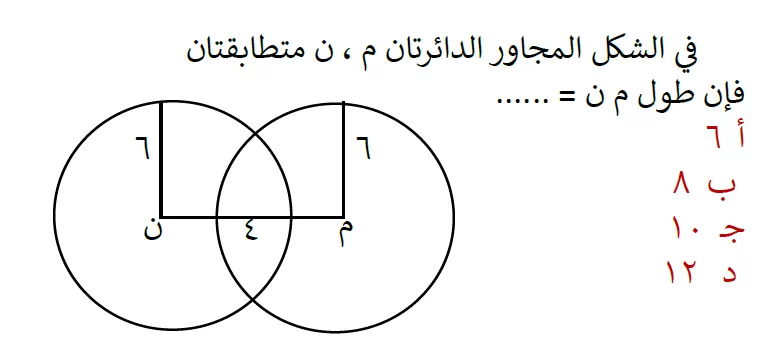 في الشكل المجاور الدائرتان م ، ن متطابقتان
فإن طول م ن = ......
أ ٦
ب ٨
جـ ١٠
د ١٢
٦ ٦
م ٤ ن